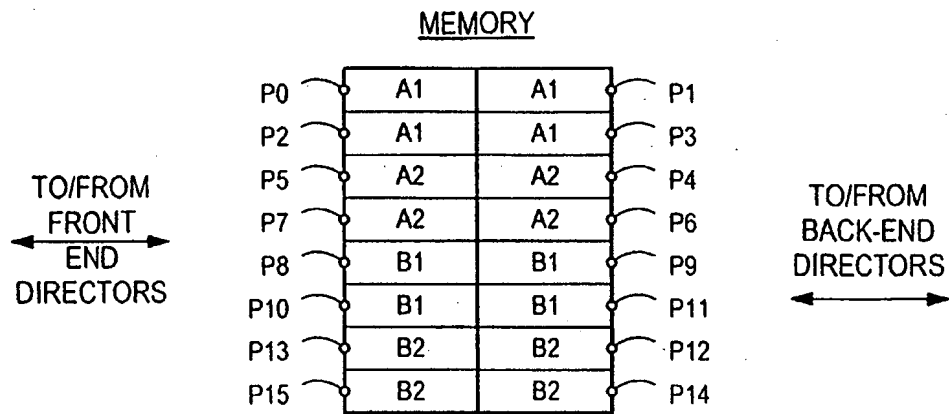 MEMORY
P0 A1 A1 P1
P2 A1 A1 P3
P5 A2 A2 P4
P7 A2 A2 P6
P8 B1 B1 P9
P10 B1 B1 P11
P13 B2 B2 P12
P15 B2 B2 P14
TO/FROM
FRONT
END
DIRECTORS
TO/FROM
BACK-END
DIRECTORS